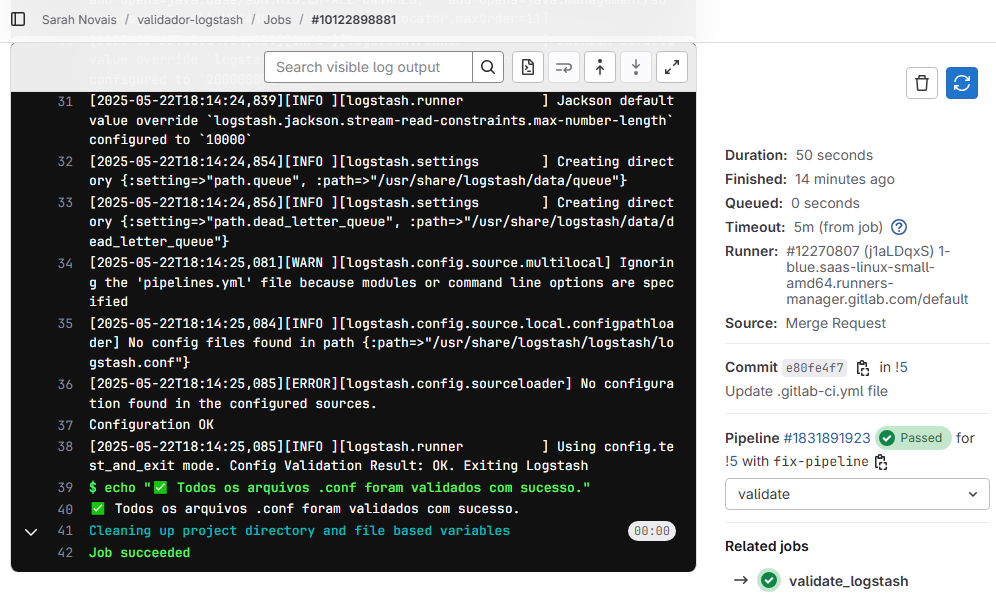 Sarah Novais / validador-logstash / Jobs / #10122898881
Search visible log output
31 [2025-05-22T18:14:24,839][INFO ][logstash.runner ] Jackson default
value override `logstash.jackson.stream-read-constraints.max-number-length`
configured to `10000`
32 [2025-05-22T18:14:24,854][INFO ][logstash.settings ] Creating direct
ory {:setting=>"path.queue", :path=>"/usr/share/logstash/data/queue"}
33 [2025-05-22T18:14:24,856][INFO ][logstash.settings ] Creating direct
ory {:setting=>"path.dead_letter_queue", :path=>"/usr/share/logstash/data/d
ead_letter_queue"}
34 [2025-05-22T18:14:25,081][WARN ][logstash.config.source.multilocal] Ignorin
g the 'pipelines.yml' file because modules or command line options are spec
ified
35 [2025-05-22T18:14:25,084][INFO ][logstash.config.source.local.configpathloa
der] No config files found in path {:path=>"/usr/share/logstash/logstash/lo
gstash.conf"}
36 [2025-05-22T18:14:25,085][ERROR][logstash.config.sourceloader] No configura
tion found in the configured sources.
37 Configuration OK
38 [2025-05-22T18:14:25,085][INFO ][logstash.runner ] Using config.te
st_and_exit mode. Config Validation Result: OK. Exiting Logstash
39 $ echo "✅ Todos os arquivos .conf foram validados com sucesso."
40 ✅ Todos os arquivos .conf foram validados com sucesso.
41 Cleaning up project directory and file based variables 00:00
42 Job succeeded
Duration: 50 seconds
Finished: 14 minutes ago
Queued: 0 seconds
Timeout: 5m (from job)
Runner: #12270807 (j1aLDqxS) 1-
blue.saas-linux-small-
amd64.runners-
manager.gitlab.com/default
Source: Merge Request
Commit e80fe4f7 in !5
Update .gitlab-ci.yml file
Pipeline #1831891923 Passed for
!5 with fix-pipeline
validate
Related jobs
→ validate_logstash